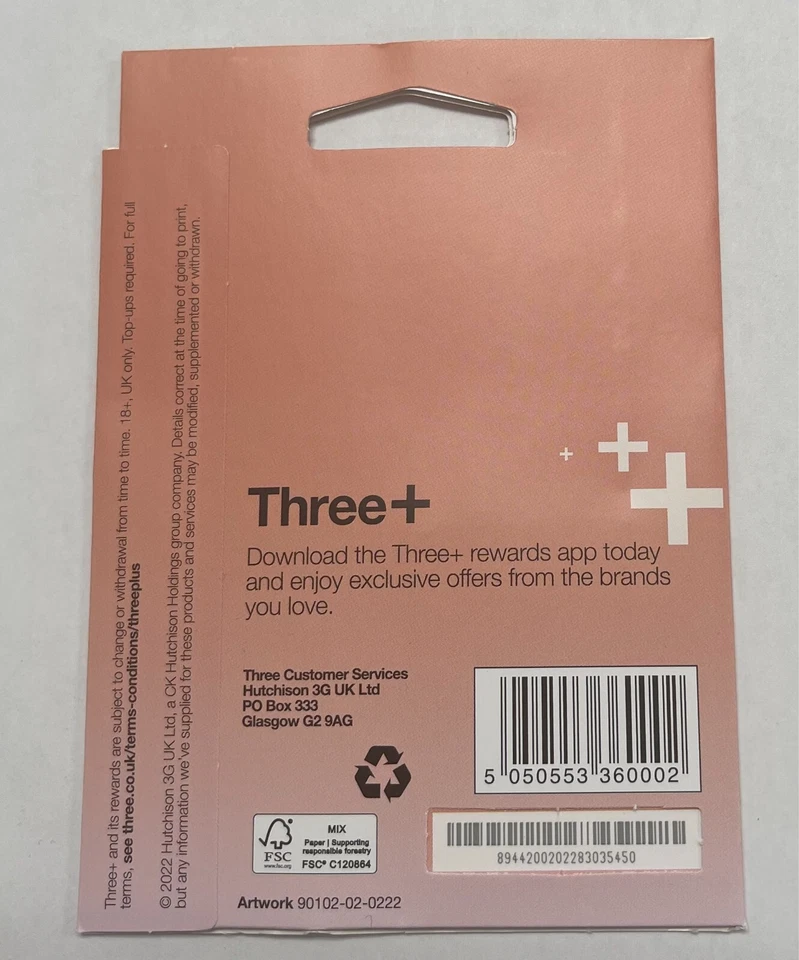 Three+ and its rewards are subject to change or withdrawal from time to time. 18+, UK only. Top-ups required. For full
terms, see three.co.uk/terms-conditions/threeplus
© 2022 Hutchison 3G UK Ltd, a CK Hutchison Holdings group company. Details correct at the time of going to print,
but any information we've supplied for these products and services may be modified, supplemented or withdrawn.
Three+
Download the Three+ rewards app today
and enjoy exclusive offers from the brands
you love.
Three Customer Services
Hutchison 3G UK Ltd
PO Box 333
Glasgow G2 9AG
5 050553 360002
FSC
www.fsc.org
MIX
Paper | Supporting
responsible forestry
FSC® C120864
8944200202283035450
Artwork 90102-02-0222